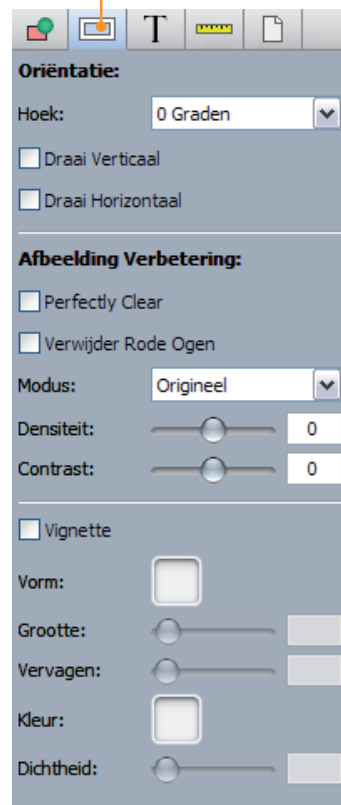 T
Oriëntatie:
Hoek: 0 Graden
Draai Verticaal
Draai Horizontaal
Afbeelding Verbetering:
Perfectly Clear
Verwijder Rode Ogen
Modus: Origineel
Densiteit: 0
Contrast: 0
Vignette
Vorm:
Grootte:
Vervagen:
Kleur:
Dichtheid: